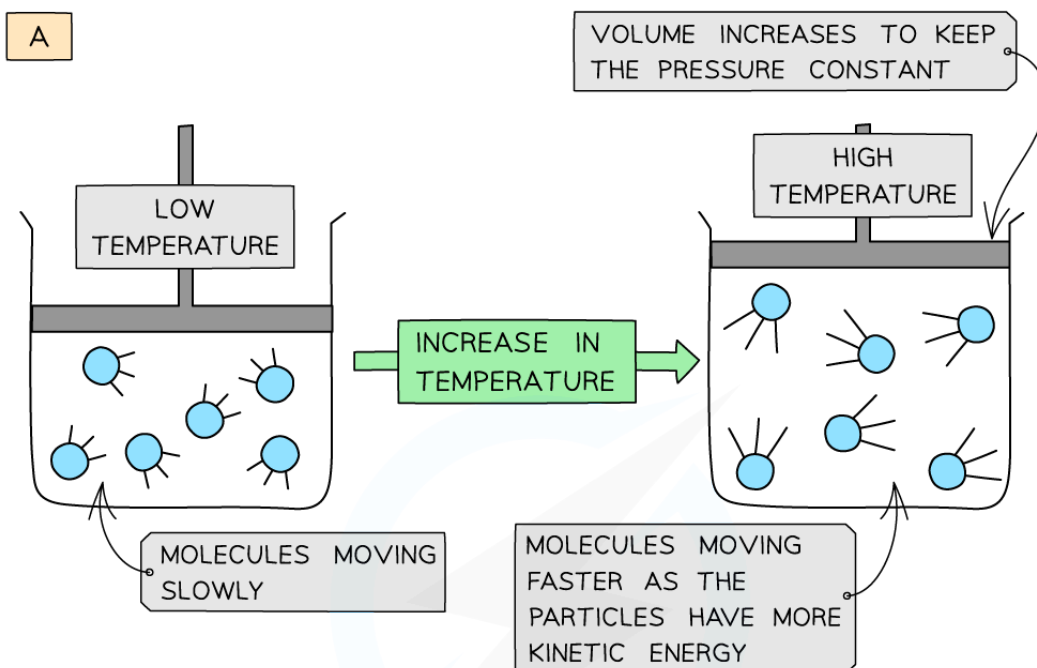 A
VOLUME INCREASES TO KEEP
THE PRESSURE CONSTANT
LOW
TEMPERATURE
HIGH
TEMPERATURE
INCREASE IN
TEMPERATURE
MOLECULES MOVING
SLOWLY
MOLECULES MOVING
FASTER AS THE
PARTICLES HAVE MORE
KINETIC ENERGY